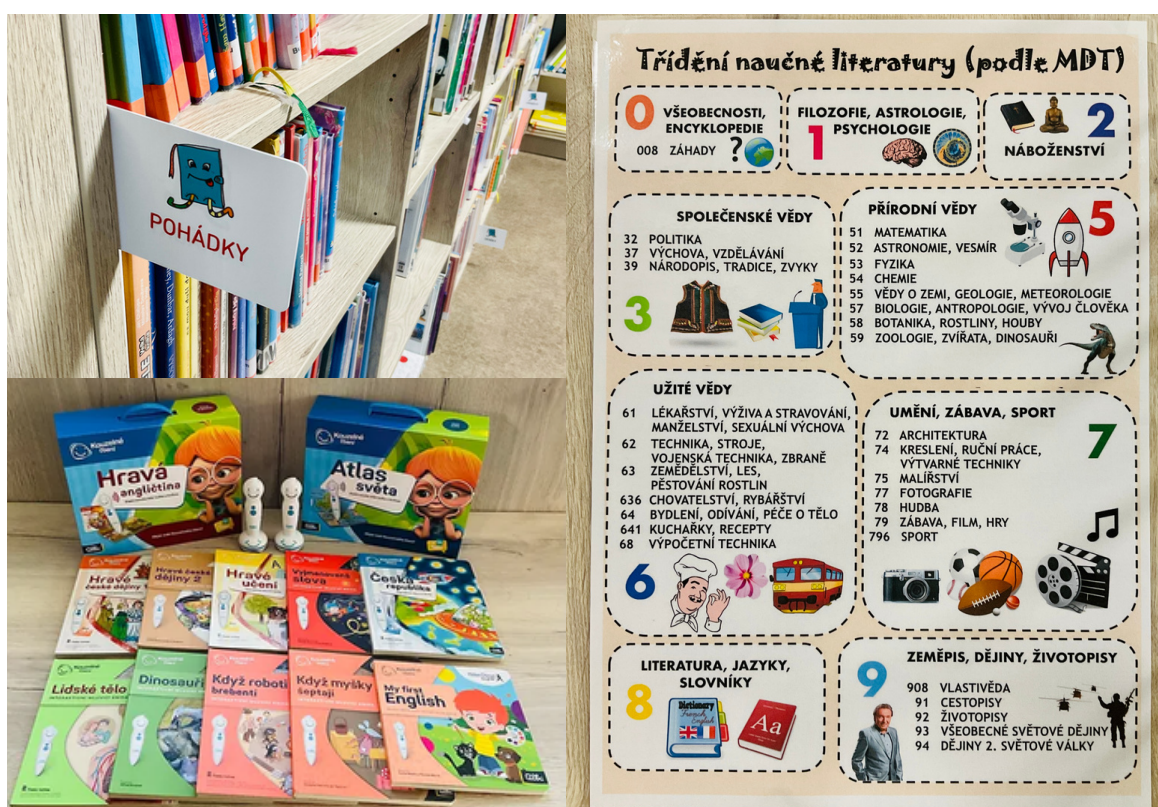 POHÁDKY
Kouzelné
čtení
Hravá
angličtina
Kouzelné
čtení
Atlas
světa
Hravé
české dějiny 1
Hravé české
dějiny 2
Hravé
učení
Vyjmenovaná
slova
Česká
republika
Lidské tělo
Dinosauři
Když roboti
brebentí
Když myšky
šeptají
My first
English
Třídění naučné literatury (podle MDT)
0 VŠEOBECNOSTI,
ENCYKLOPEDIE
008 ZÁHADY ?
FILOZOFIE, ASTROLOGIE,
1 PSYCHOLOGIE
2
NÁBOŽENSTVÍ
SPOLEČENSKÉ VĚDY
32 POLITIKA
37 VÝCHOVA, VZDĚLÁVÁNÍ
39 NÁRODOPIS, TRADICE, ZVYKY
3
PŘÍRODNÍ VĚDY 5
51 MATEMATIKA
52 ASTRONOMIE, VESMÍR
53 FYZIKA
54 CHEMIE
55 VĚDY O ZEMI, GEOLOGIE, METEOROLOGIE
57 BIOLOGIE, ANTROPOLOGIE, VÝVOJ ČLOVĚKA
58 BOTANIKA, ROSTLINY, HOUBY
59 ZOOLOGIE, ZVÍŘATA, DINOSAUŘI
UŽITÉ VĚDY
61 LÉKAŘSTVÍ, VÝŽIVA A STRAVOVÁNÍ,
MANŽELSTVÍ, SEXUÁLNÍ VÝCHOVA
62 TECHNIKA, STROJE,
VOJENSKÁ TECHNIKA, ZBRANĚ
63 ZEMĚDĚLSTVÍ, LES,
PĚSTOVÁNÍ ROSTLIN
636 CHOVATELSTVÍ, RYBÁŘSTVÍ
64 BYDLENÍ, ODÍVÁNÍ, PÉČE O TĚLO
641 KUCHAŘKY, RECEPTY
68 VÝPOČETNÍ TECHNIKA
6
UMĚNÍ, ZÁBAVA, SPORT
7
72 ARCHITEKTURA
74 KRESLENÍ, RUČNÍ PRÁCE,
VÝTVARNÉ TECHNIKY
75 MALÍŘSTVÍ
77 FOTOGRAFIE
78 HUDBA
79 ZÁBAVA, FILM, HRY
796 SPORT
LITERATURA, JAZYKY,
SLOVNÍKY
8
Dictionary
French
English
Aa
9 ZEMĚPIS, DĚJINY, ŽIVOTOPISY
908 VLASTIVĚDA
91 CESTOPISY
92 ŽIVOTOPISY
93 VŠEOBECNÉ SVĚTOVÉ DĚJINY
94 DĚJINY 2. SVĚTOVÉ VÁLKY